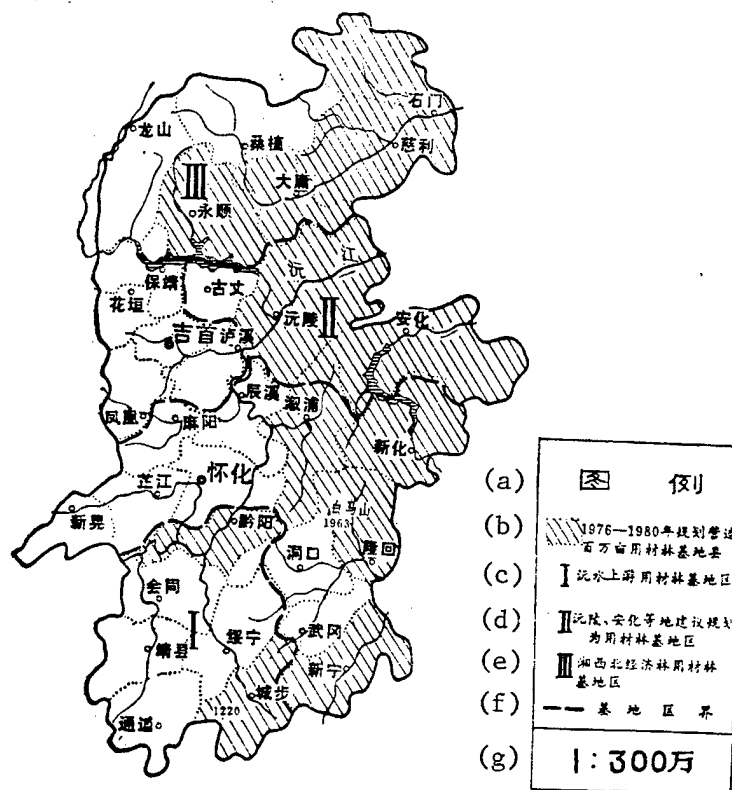 石门
龙山
桑植
慈利
大庸
III
永顺
沅江
保靖
古丈
花垣
沅陵
II
安化
吉首
泸溪
辰溪
溆浦
凤凰
麻阳
新化
怀化
芷江
白马山
1963
新晃
黔阳
洞口
隆回
会同
I
武冈
绥宁
靖县
新宁
城步
1220
通道
(a) 图 例
(b) 1976—1980年规划营造
百万亩用材林基地县
(c) I 沅水上游用材林基地区
(d) II 沅陵、安化等地建议规划
为用材林基地区
(e) III 湘西北经济林用材林
基地区
(f) 基地区界
(g) 1:300万